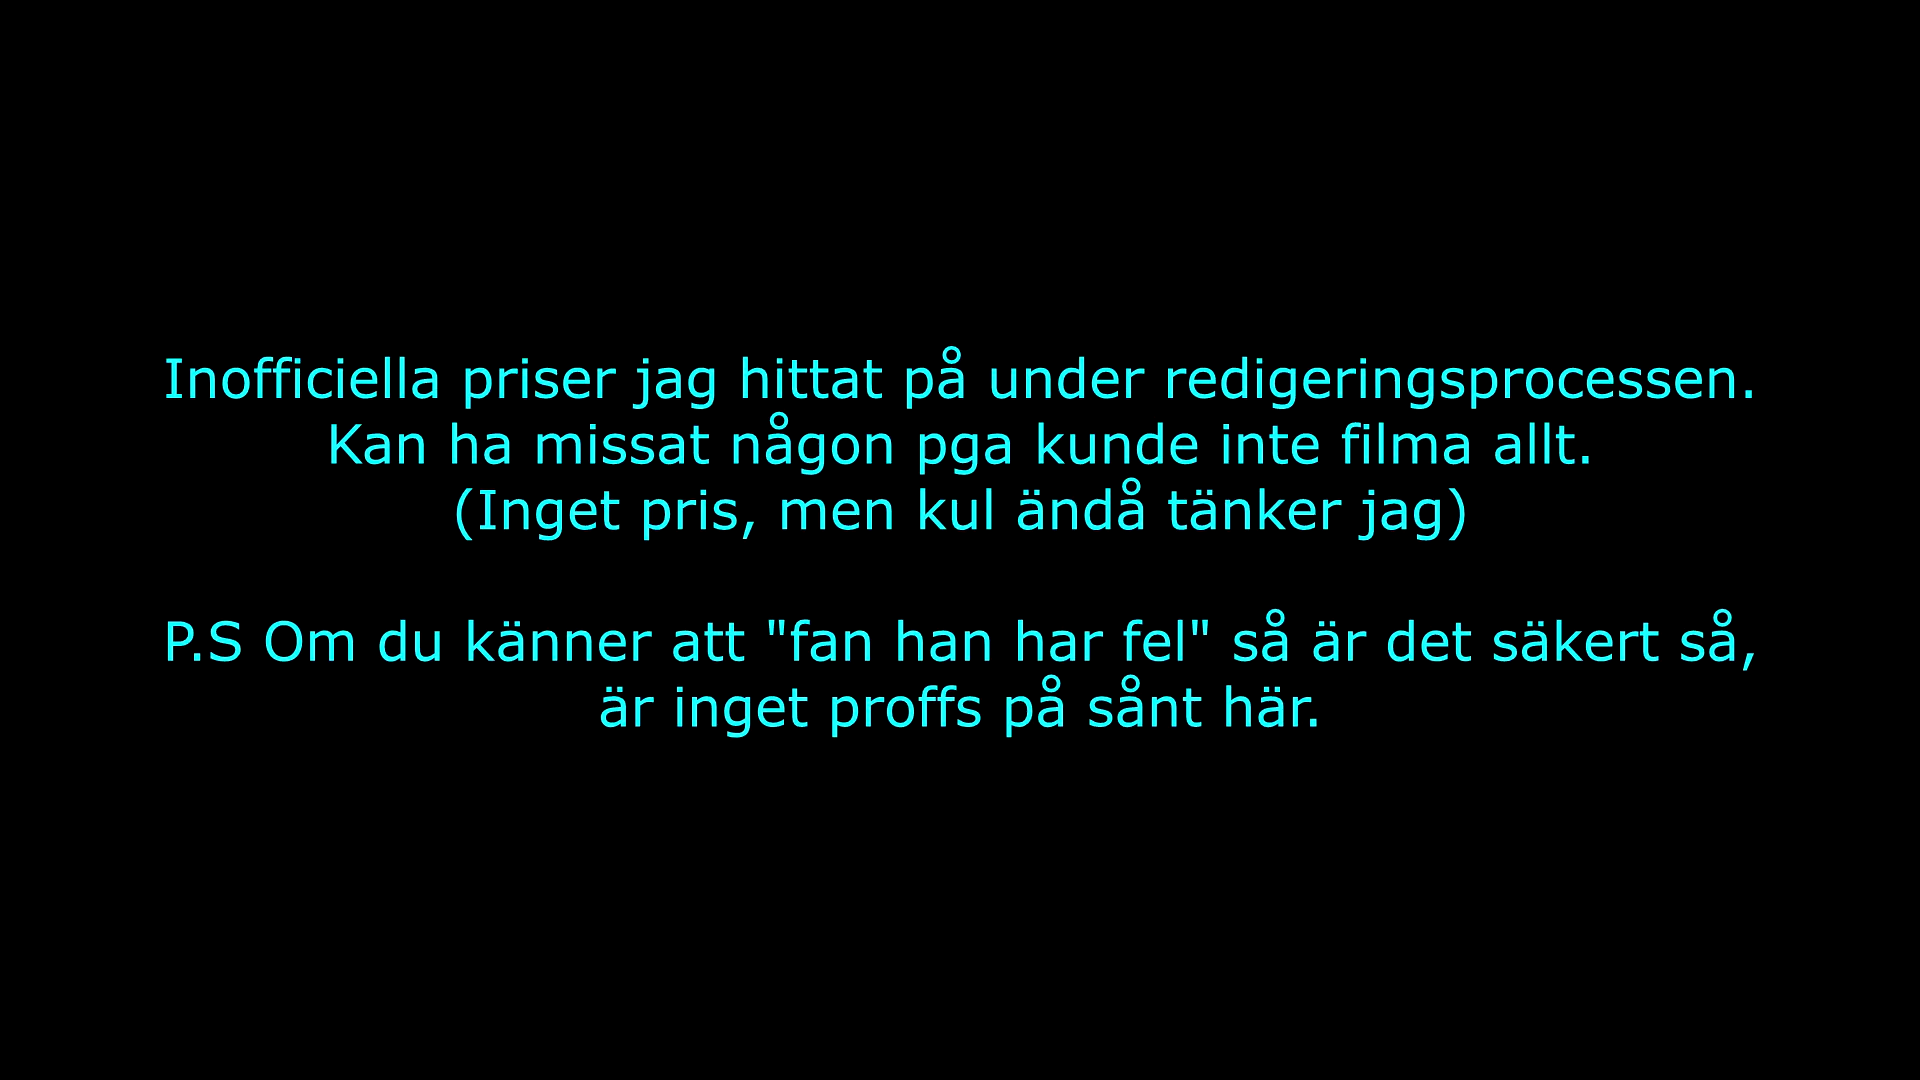 Inofficiella priser jag hittat på under redigeringsprocessen.
Kan ha missat någon pga kunde inte filma allt.
(Inget pris, men kul ändå tänker jag)
P.S Om du känner att "fan han har fel" så är det säkert så,
är inget proffs på sånt här.